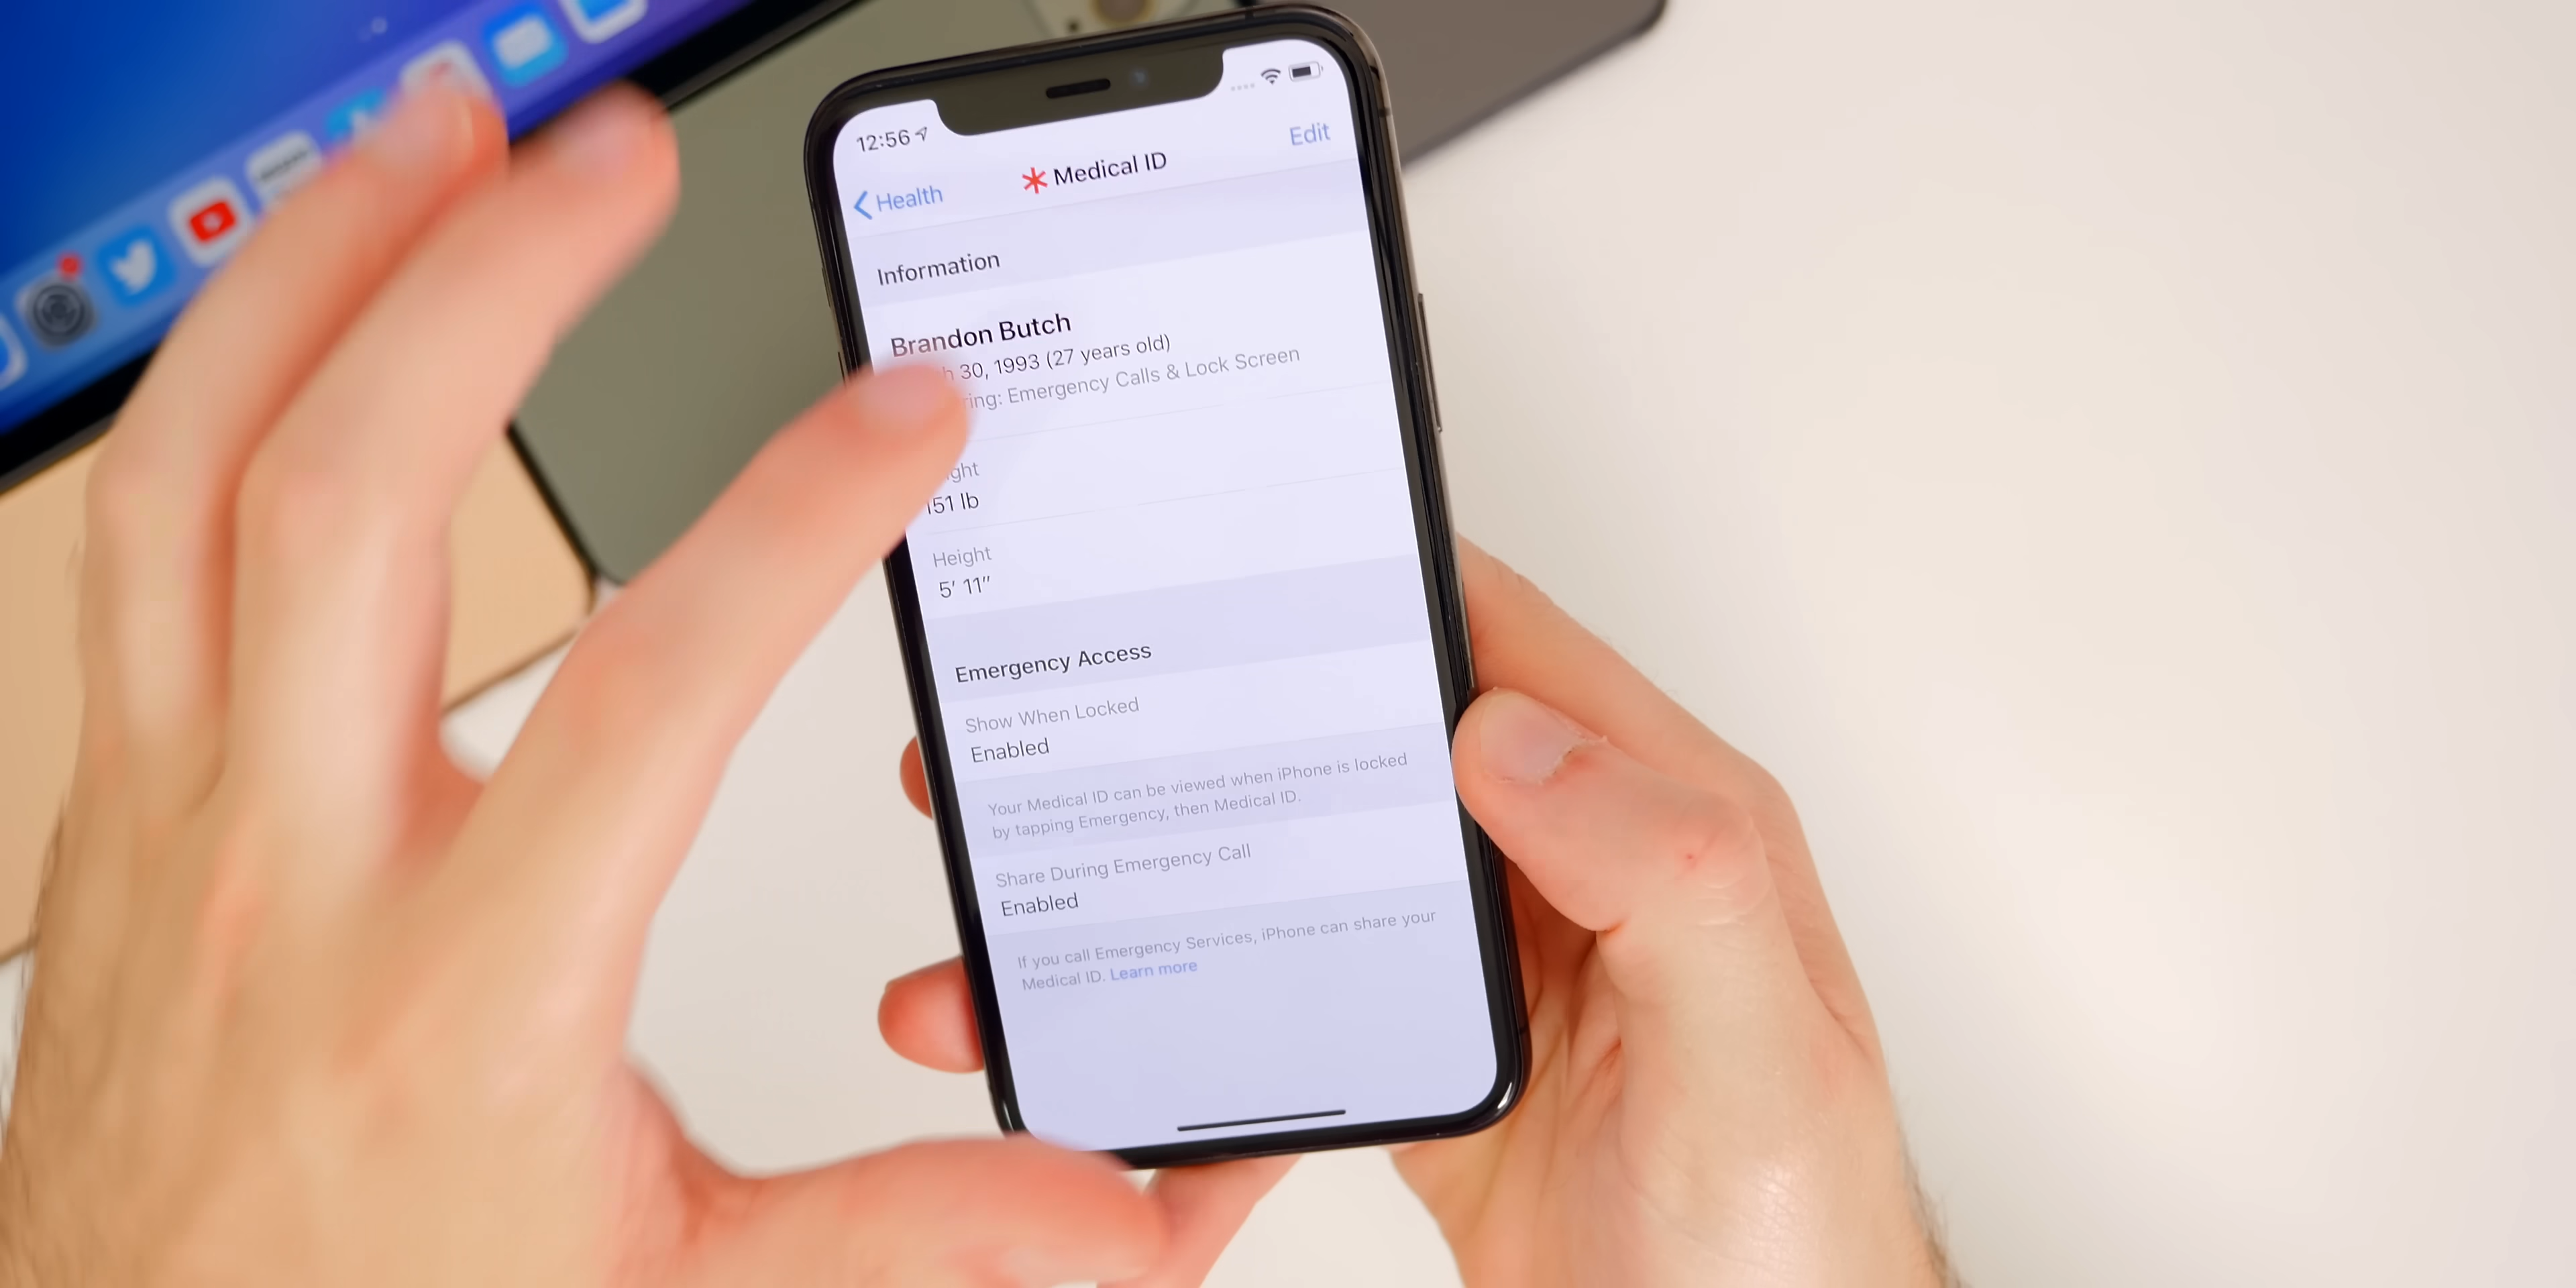 12:56
Edit
Health
Medical ID
Information
Brandon Butch
30, 1993 (27 years old)
Emergency Calls & Lock Screen
151 lb
Height
5' 11"
Emergency Access
Show When Locked
Enabled
Your Medical ID can be viewed when iPhone is locked
by tapping Emergency, then Medical ID.
Share During Emergency Call
Enabled
If you call Emergency Services, iPhone can share your
Medical ID. Learn more